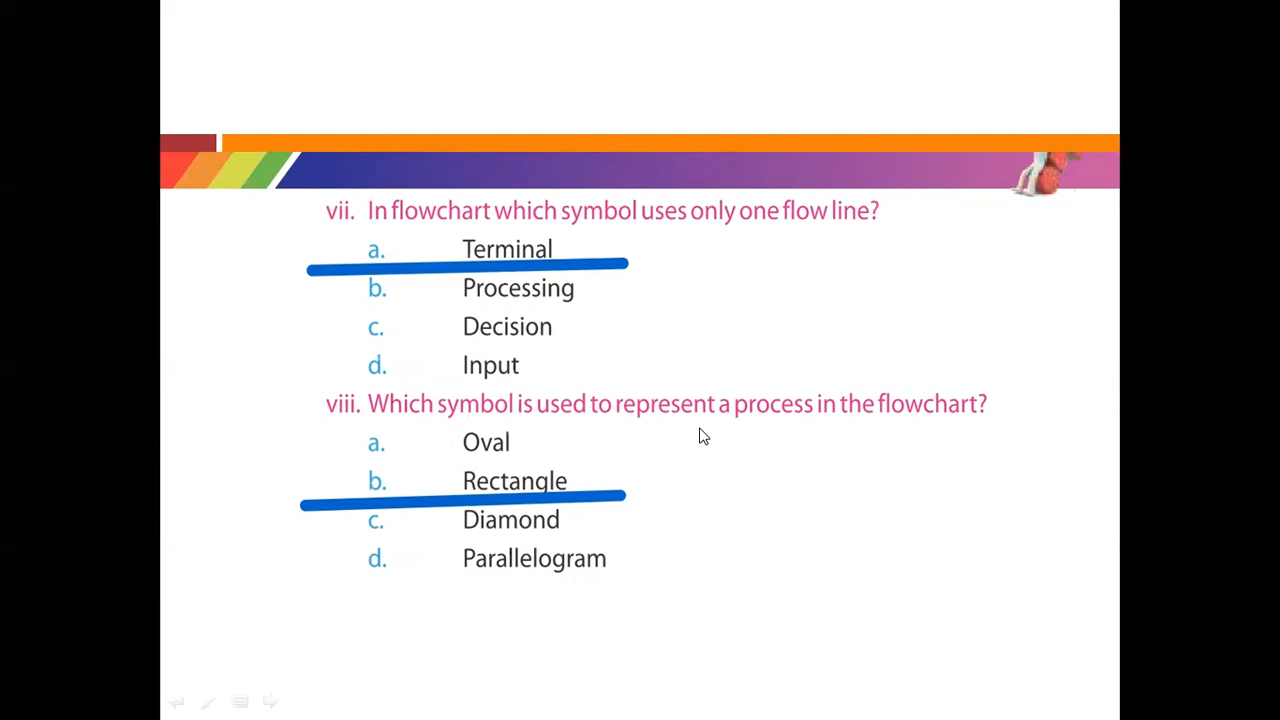 vii. In flowchart which symbol uses only one flow line?
a. Terminal
b. Processing
c. Decision
d. Input
viii. Which symbol is used to represent a process in the flowchart?
a. Oval
b. Rectangle
c. Diamond
d. Parallelogram